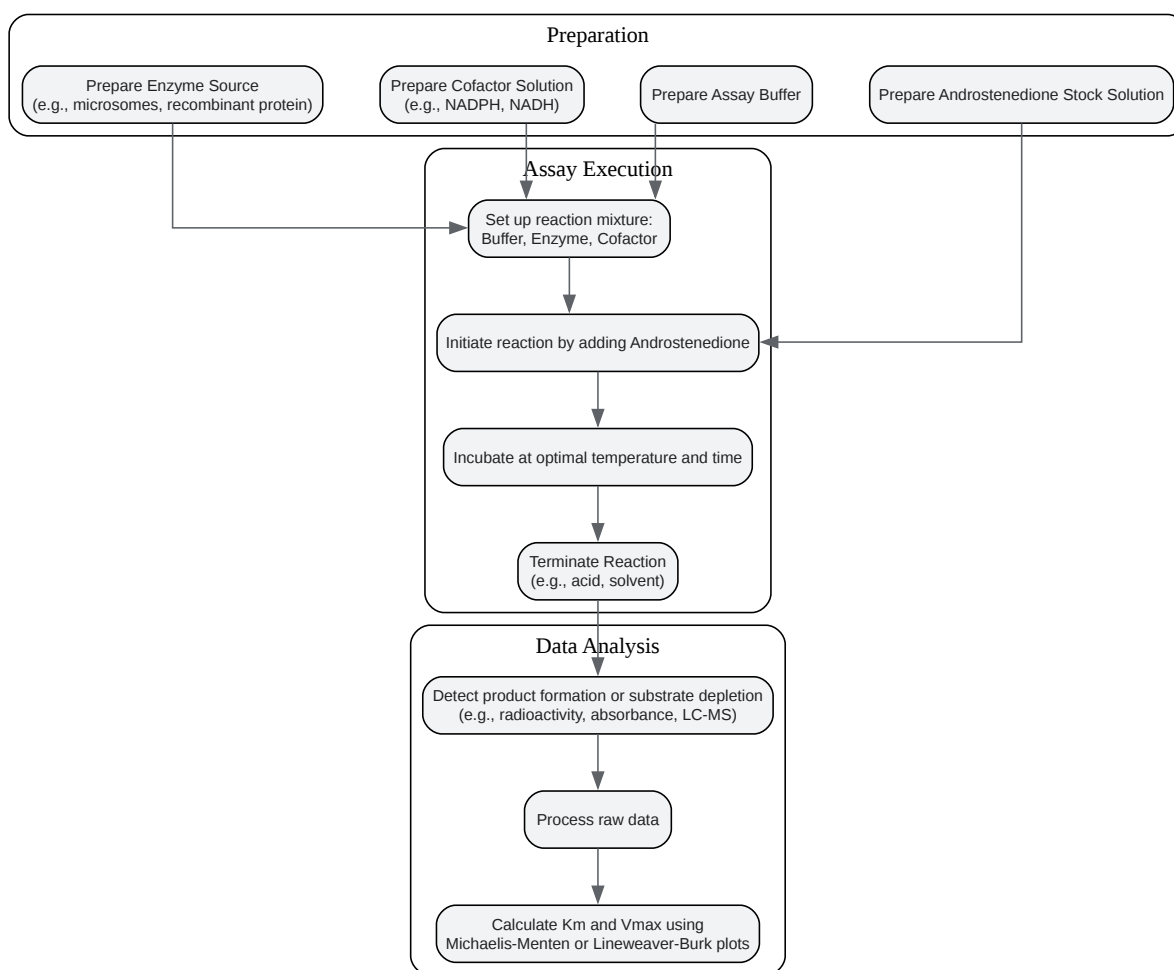 Preparation
Prepare Enzyme Source
(e.g., microsomes, recombinant protein)
Prepare Cofactor Solution
(e.g., NADPH, NADH)
Prepare Assay Buffer
Prepare Androstenedione Stock Solution
Assay Execution
Set up reaction mixture:
Buffer, Enzyme, Cofactor
Initiate reaction by adding Androstenedione
Incubate at optimal temperature and time
Terminate Reaction
(e.g., acid, solvent)
Data Analysis
Detect product formation or substrate depletion
(e.g., radioactivity, absorbance, LC-MS)
Process raw data
Calculate Km and Vmax using
Michaelis-Menten or Lineweaver-Burk plots